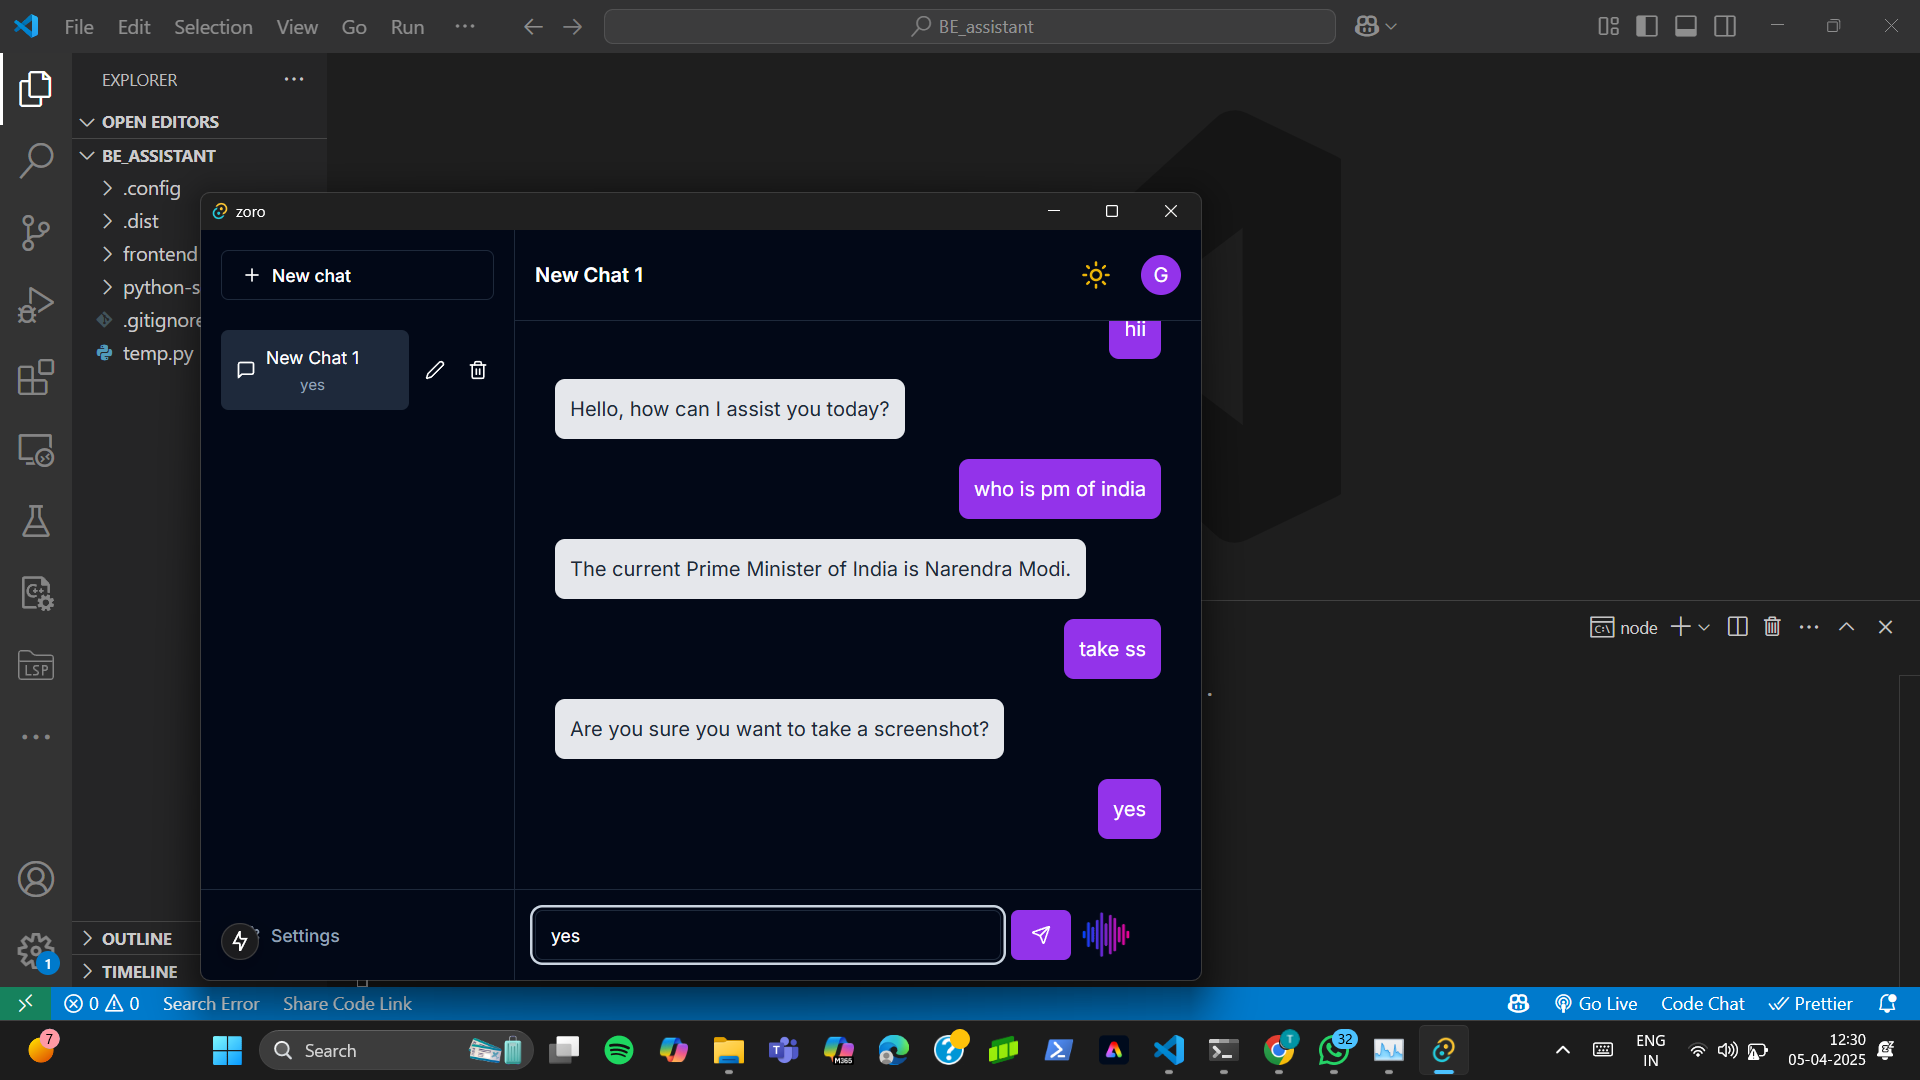 File Edit Selection View Go Run ···
BE_assistant
EXPLORER
OPEN EDITORS
BE_ASSISTANT
.config
.dist
frontend
python-s
.gitignore
temp.py
OUTLINE
TIMELINE
LSP
1
zoro
New chat
New Chat 1
yes
Settings
New Chat 1
G
hii
Hello, how can I assist you today?
who is pm of india
The current Prime Minister of India is Narendra Modi.
take ss
Are you sure you want to take a screenshot?
yes
yes
node
0 0 Search Error Share Code Link
Go Live Code Chat Prettier
7
Search
M365
T
32
ENG
IN
12:30
05-04-2025